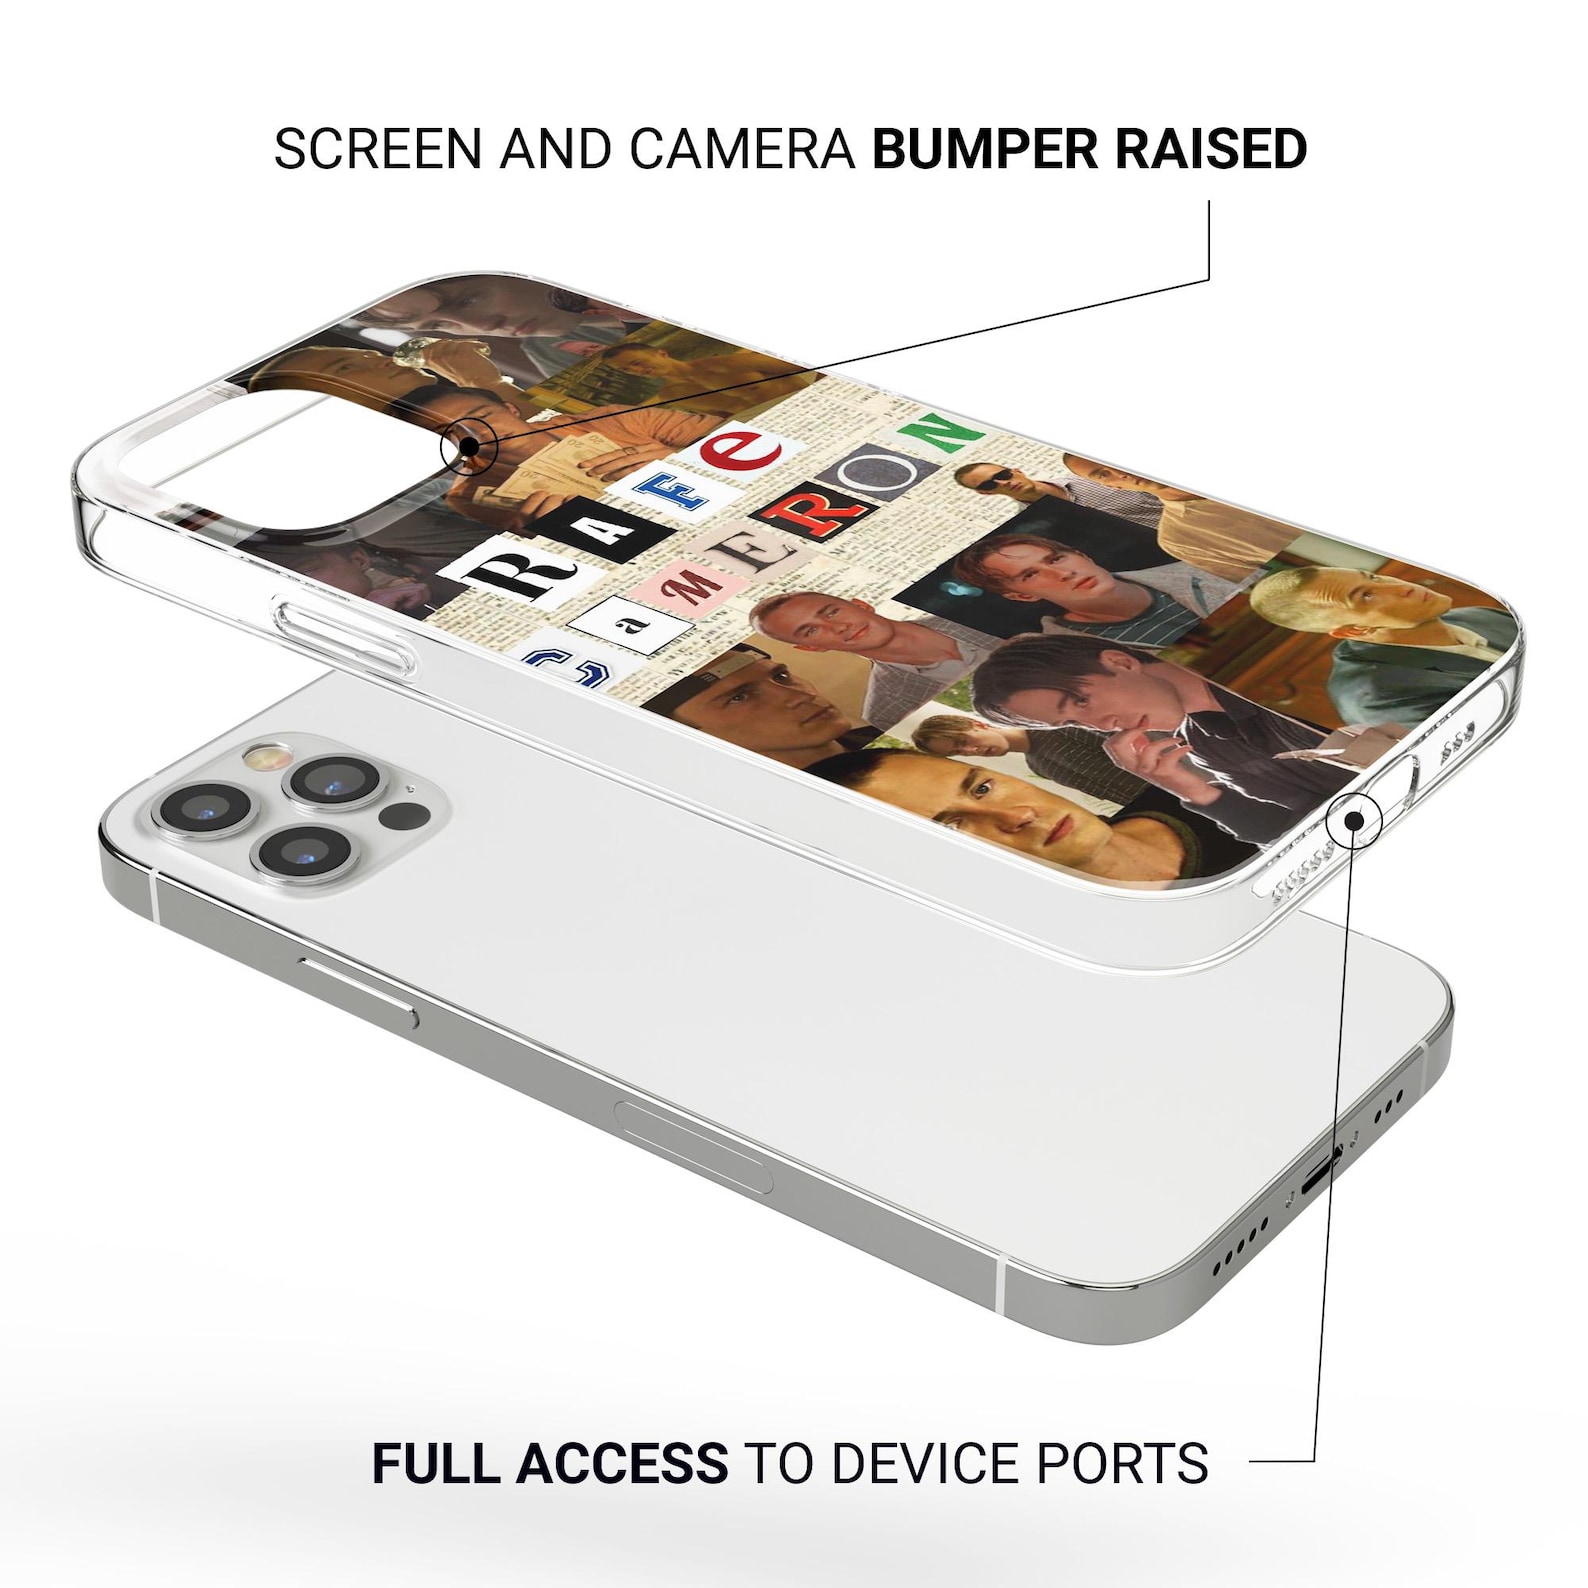 SCREEN AND CAMERA BUMPER RAISED
RAFe
CaMERON
FULL ACCESS TO DEVICE PORTS